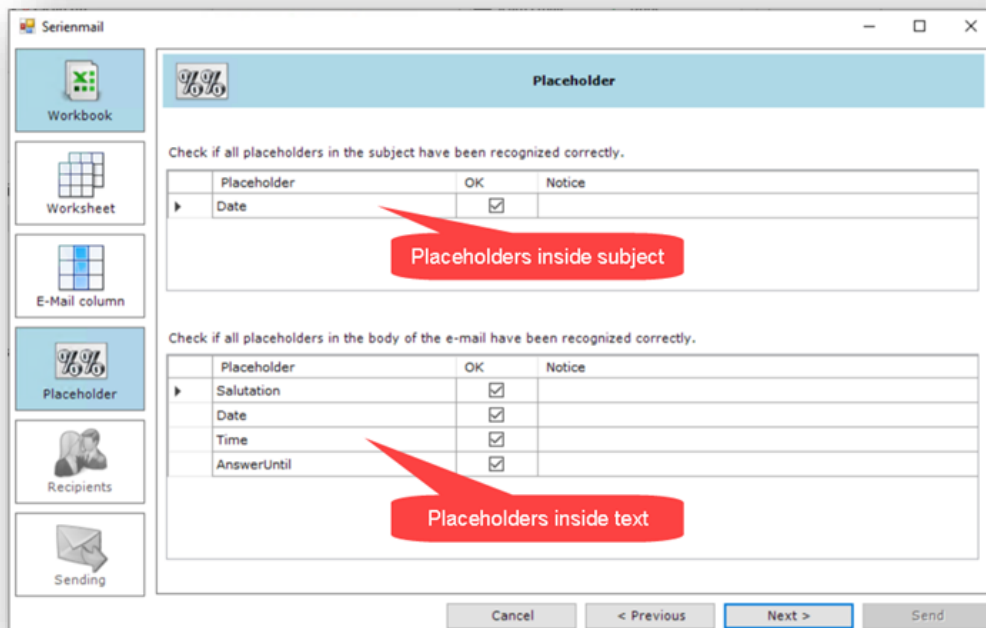 Serienmail
Workbook
Worksheet
E-Mail column
Placeholder
Recipients
Sending
Placeholder
Check if all placeholders in the subject have been recognized correctly.
Placeholder OK Notice
Date
Placeholders inside subject
Check if all placeholders in the body of the e-mail have been recognized correctly.
Placeholder OK Notice
Salutation
Date
Time
AnswerUntil
Placeholders inside text
Cancel < Previous Next > Send